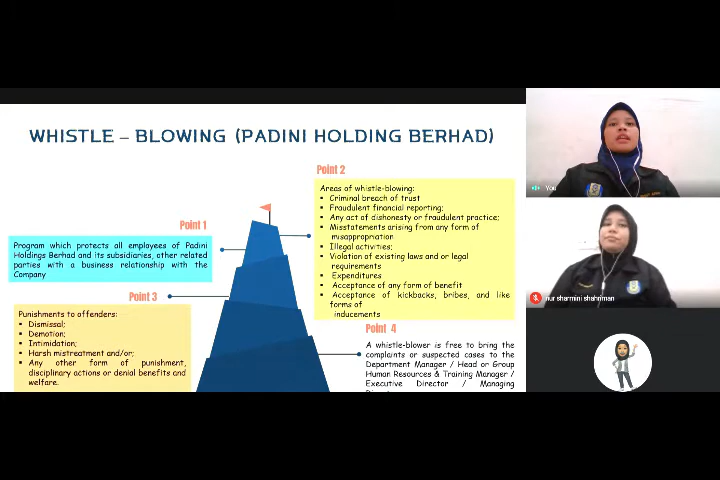 WHISTLE – BLOWING (PADINI HOLDING BERHAD)
Point 1
Program which protects all employees of Padini
Holdings Berhad and its subsidiaries, other related
parties with a business relationship with the
Company
Point 2
Areas of whistle-blowing:
▪ Criminal breach of trust
▪ Fraudulent financial reporting;
▪ Any act of dishonesty or fraudulent practice;
▪ Misstatements arising from any form of
misappropriation
▪ Illegal activities;
▪ Violation of existing laws and or legal
requirements
▪ Expenditures
▪ Acceptance of any form of benefit
▪ Acceptance of kickbacks, bribes, and like
forms of
inducements
Point 3
Punishments to offenders:
▪ Dismissal;
▪ Demotion;
▪ Intimidation;
▪ Harsh mistreatment and/or;
▪ Any other form of punishment,
disciplinary actions or denial benefits and
welfare.
Point 4
A whistle-blower is free to bring the
complaints or suspected cases to the
Department Manager / Head or Group
Human Resources & Training Manager /
Executive Director / Managing
You
nur sharmini shahriman